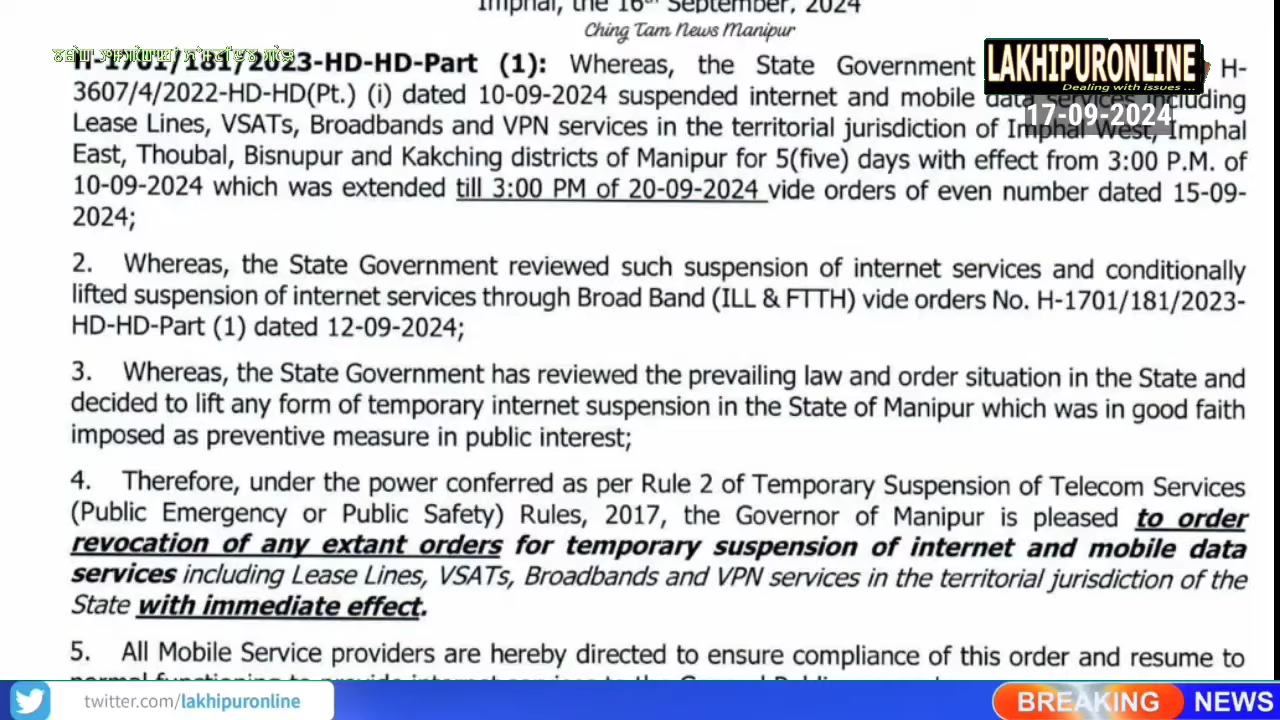 Imphal, the 16th September, 2024
Ching Tam News Manipur
H-1701/181/2023-HD-HD-Part (1): Whereas, the State Government H-
3607/4/2022-HD-HD(Pt.) (i) dated 10-09-2024 suspended internet and mobile data services including
Lease Lines, VSATs, Broadbands and VPN services in the territorial jurisdiction of Imphal West, Imphal
East, Thoubal, Bisnupur and Kakching districts of Manipur for 5(five) days with effect from 3:00 P.M. of
10-09-2024 which was extended till 3:00 PM of 20-09-2024 vide orders of even number dated 15-09-
2024;
2. Whereas, the State Government reviewed such suspension of internet services and conditionally
lifted suspension of internet services through Broad Band (ILL & FTTH) vide orders No. H-1701/181/2023-
HD-HD-Part (1) dated 12-09-2024;
3. Whereas, the State Government has reviewed the prevailing law and order situation in the State and
decided to lift any form of temporary internet suspension in the State of Manipur which was in good faith
imposed as preventive measure in public interest;
4. Therefore, under the power conferred as per Rule 2 of Temporary Suspension of Telecom Services
(Public Emergency or Public Safety) Rules, 2017, the Governor of Manipur is pleased to order
revocation of any extant orders for temporary suspension of internet and mobile data
services including Lease Lines, VSATs, Broadbands and VPN services in the territorial jurisdiction of the
State with immediate effect.
5. All Mobile Service providers are hereby directed to ensure compliance of this order and resume to
LAKHIPURONLINE
Dealing with issues ...
17-09-2024
twitter.com/lakhipuronline
BREAKING NEWS